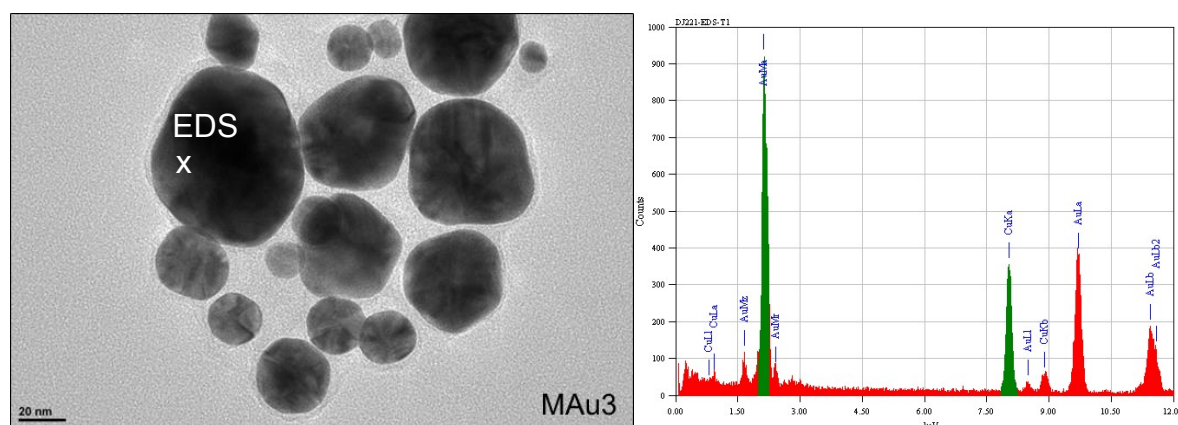 EDS
x
20 nm
MAu3
DJ221-EDS-T1
Counts
1000
900
800
700
600
500
400
300
200
100
0
AuMa
CuKa
AuLa
AuLb2
AuLb
AuMz
AuMr
CuLl
CuLa
AuLl
CuKb
0.00 1.50 3.00 4.50 6.00 7.50 9.00 10.50 12.0